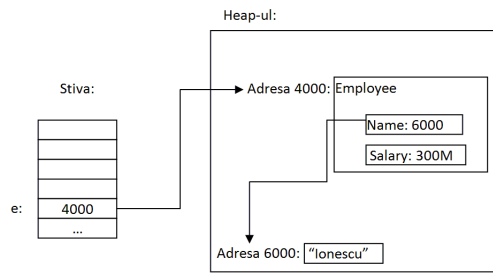 Heap-ul:
Stiva:
Adresa 4000: Employee
Name: 6000
Salary: 300M
e: 4000
...
Adresa 6000: “Ionescu”